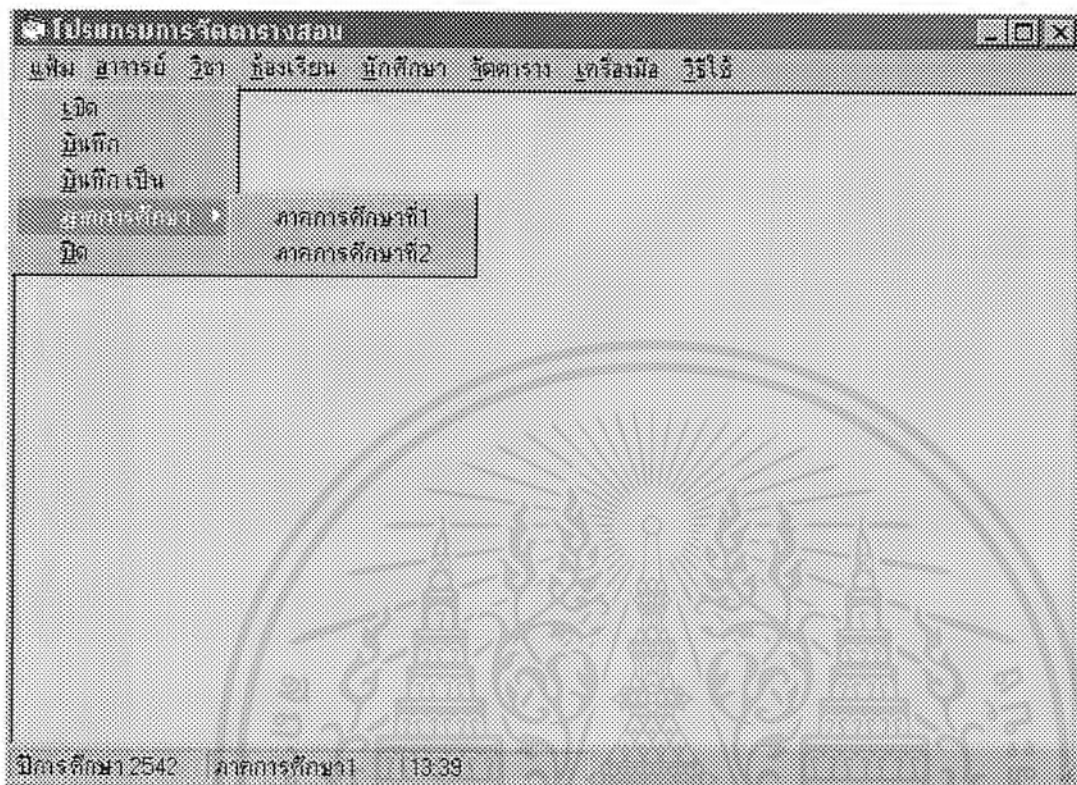 โปรแกรมการจัดตารางสอน
แฟ้ม อาจารย์ วิชา ห้องเรียน นักศึกษา จัดตาราง เครื่องมือ วิธีใช้
เปิด
บันทึก
บันทึก เป็น
ภาคการศึกษา
ภาคการศึกษาที่1
ปิด
ภาคการศึกษาที่2
ปีการศึกษา 2542 ภาคการศึกษา1 13:39